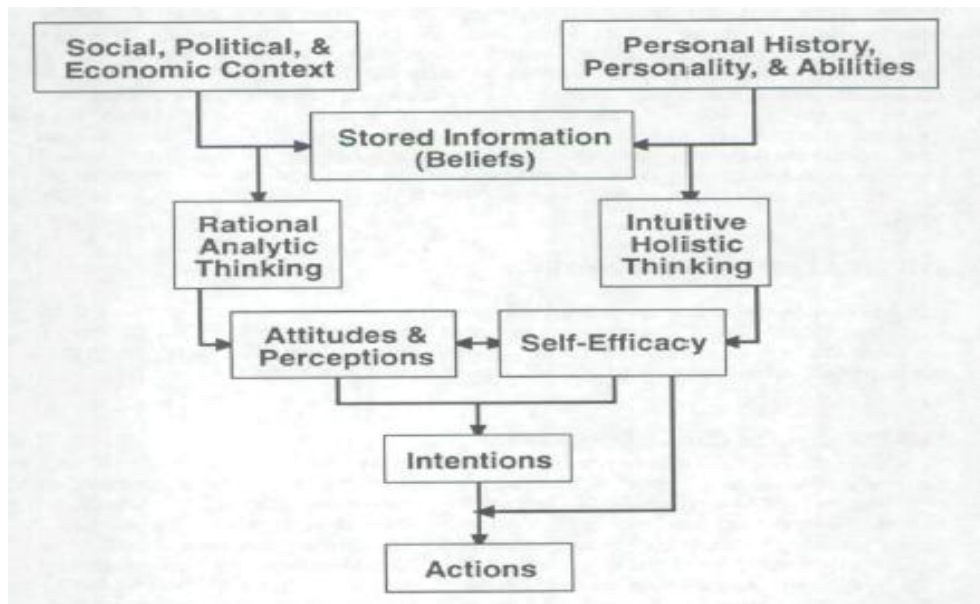 Social, Political, &
Economic Context
Personal History,
Personality, & Abilities
Stored Information
(Beliefs)
Rational
Analytic
Thinking
Intuitive
Holistic
Thinking
Attitudes &
Perceptions
Self-Efficacy
Intentions
Actions